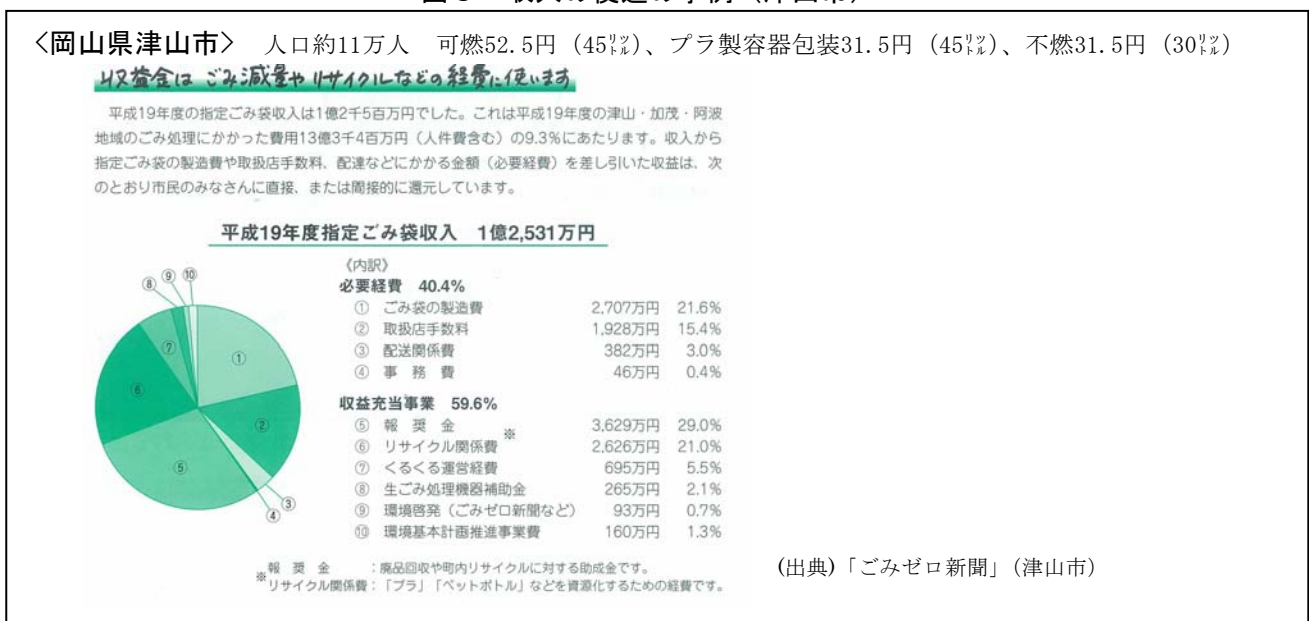 〈岡山県津山市〉 人口約11万人 可燃52.5円（45㍑）、プラ製容器包装31.5円（45㍑）、不燃31.5円（30㍑）
収益金は ごみ減量や リサイクルなどの経費に使います
平成19年度の指定ごみ袋収入は1億2千5百万円でした。これは平成19年度の津山・加茂・阿波
地域のごみ処理にかかった費用13億3千4百万円（人件費含む）の9.3%にあたります。収入から
指定ごみ袋の製造費や取扱店手数料、配達などにかかる金額（必要経費）を差し引いた収益は、次
のとおり市民のみなさんに直接、または間接的に還元しています。
平成19年度指定ごみ袋収入 1億2,531万円
《内訳》
必要経費 40.4%
① ごみ袋の製造費 2,707万円 21.6%
② 取扱店手数料 1,928万円 15.4%
③ 配送関係費 382万円 3.0%
④ 事務費 46万円 0.4%
収益充当事業 59.6%
⑤ 報奨金 ※ 3,629万円 29.0%
⑥ リサイクル関係費 2,626万円 21.0%
⑦ くるくる運営経費 695万円 5.5%
⑧ 生ごみ処理機器補助金 265万円 2.1%
⑨ 環境啓発（ごみゼロ新聞など） 93万円 0.7%
⑩ 環境基本計画推進事業費 160万円 1.3%
①
②
③
④
⑤
⑥
⑦
⑧
⑨
⑩
※報奨金：廃品回収や町内リサイクルに対する助成金です。
リサイクル関係費：「プラ」「ペットボトル」などを資源化するための経費です。
(出典)「ごみゼロ新聞」（津山市）